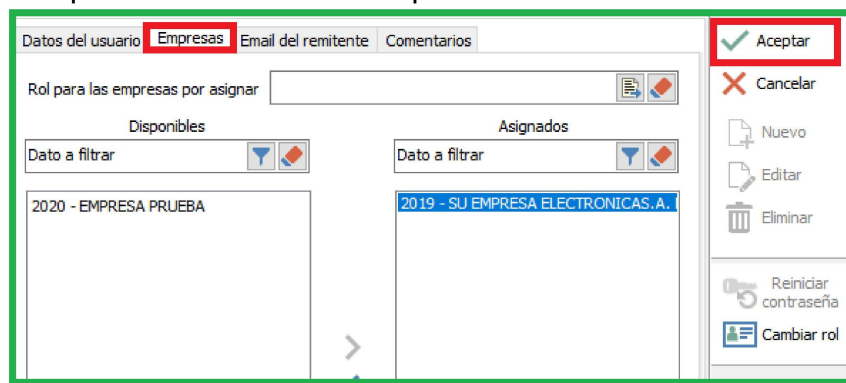 Datos del usuario Empresas Email del remitente Comentarios
Rol para las empresas por asignar
Disponibles
Dato a filtrar
2020 - EMPRESA PRUEBA
Asignados
Dato a filtrar
2019 - SU EMPRESA ELECTRONICAS.A.
Aceptar
Cancelar
Nuevo
Editar
Eliminar
Reiniciar
contraseña
Cambiar rol